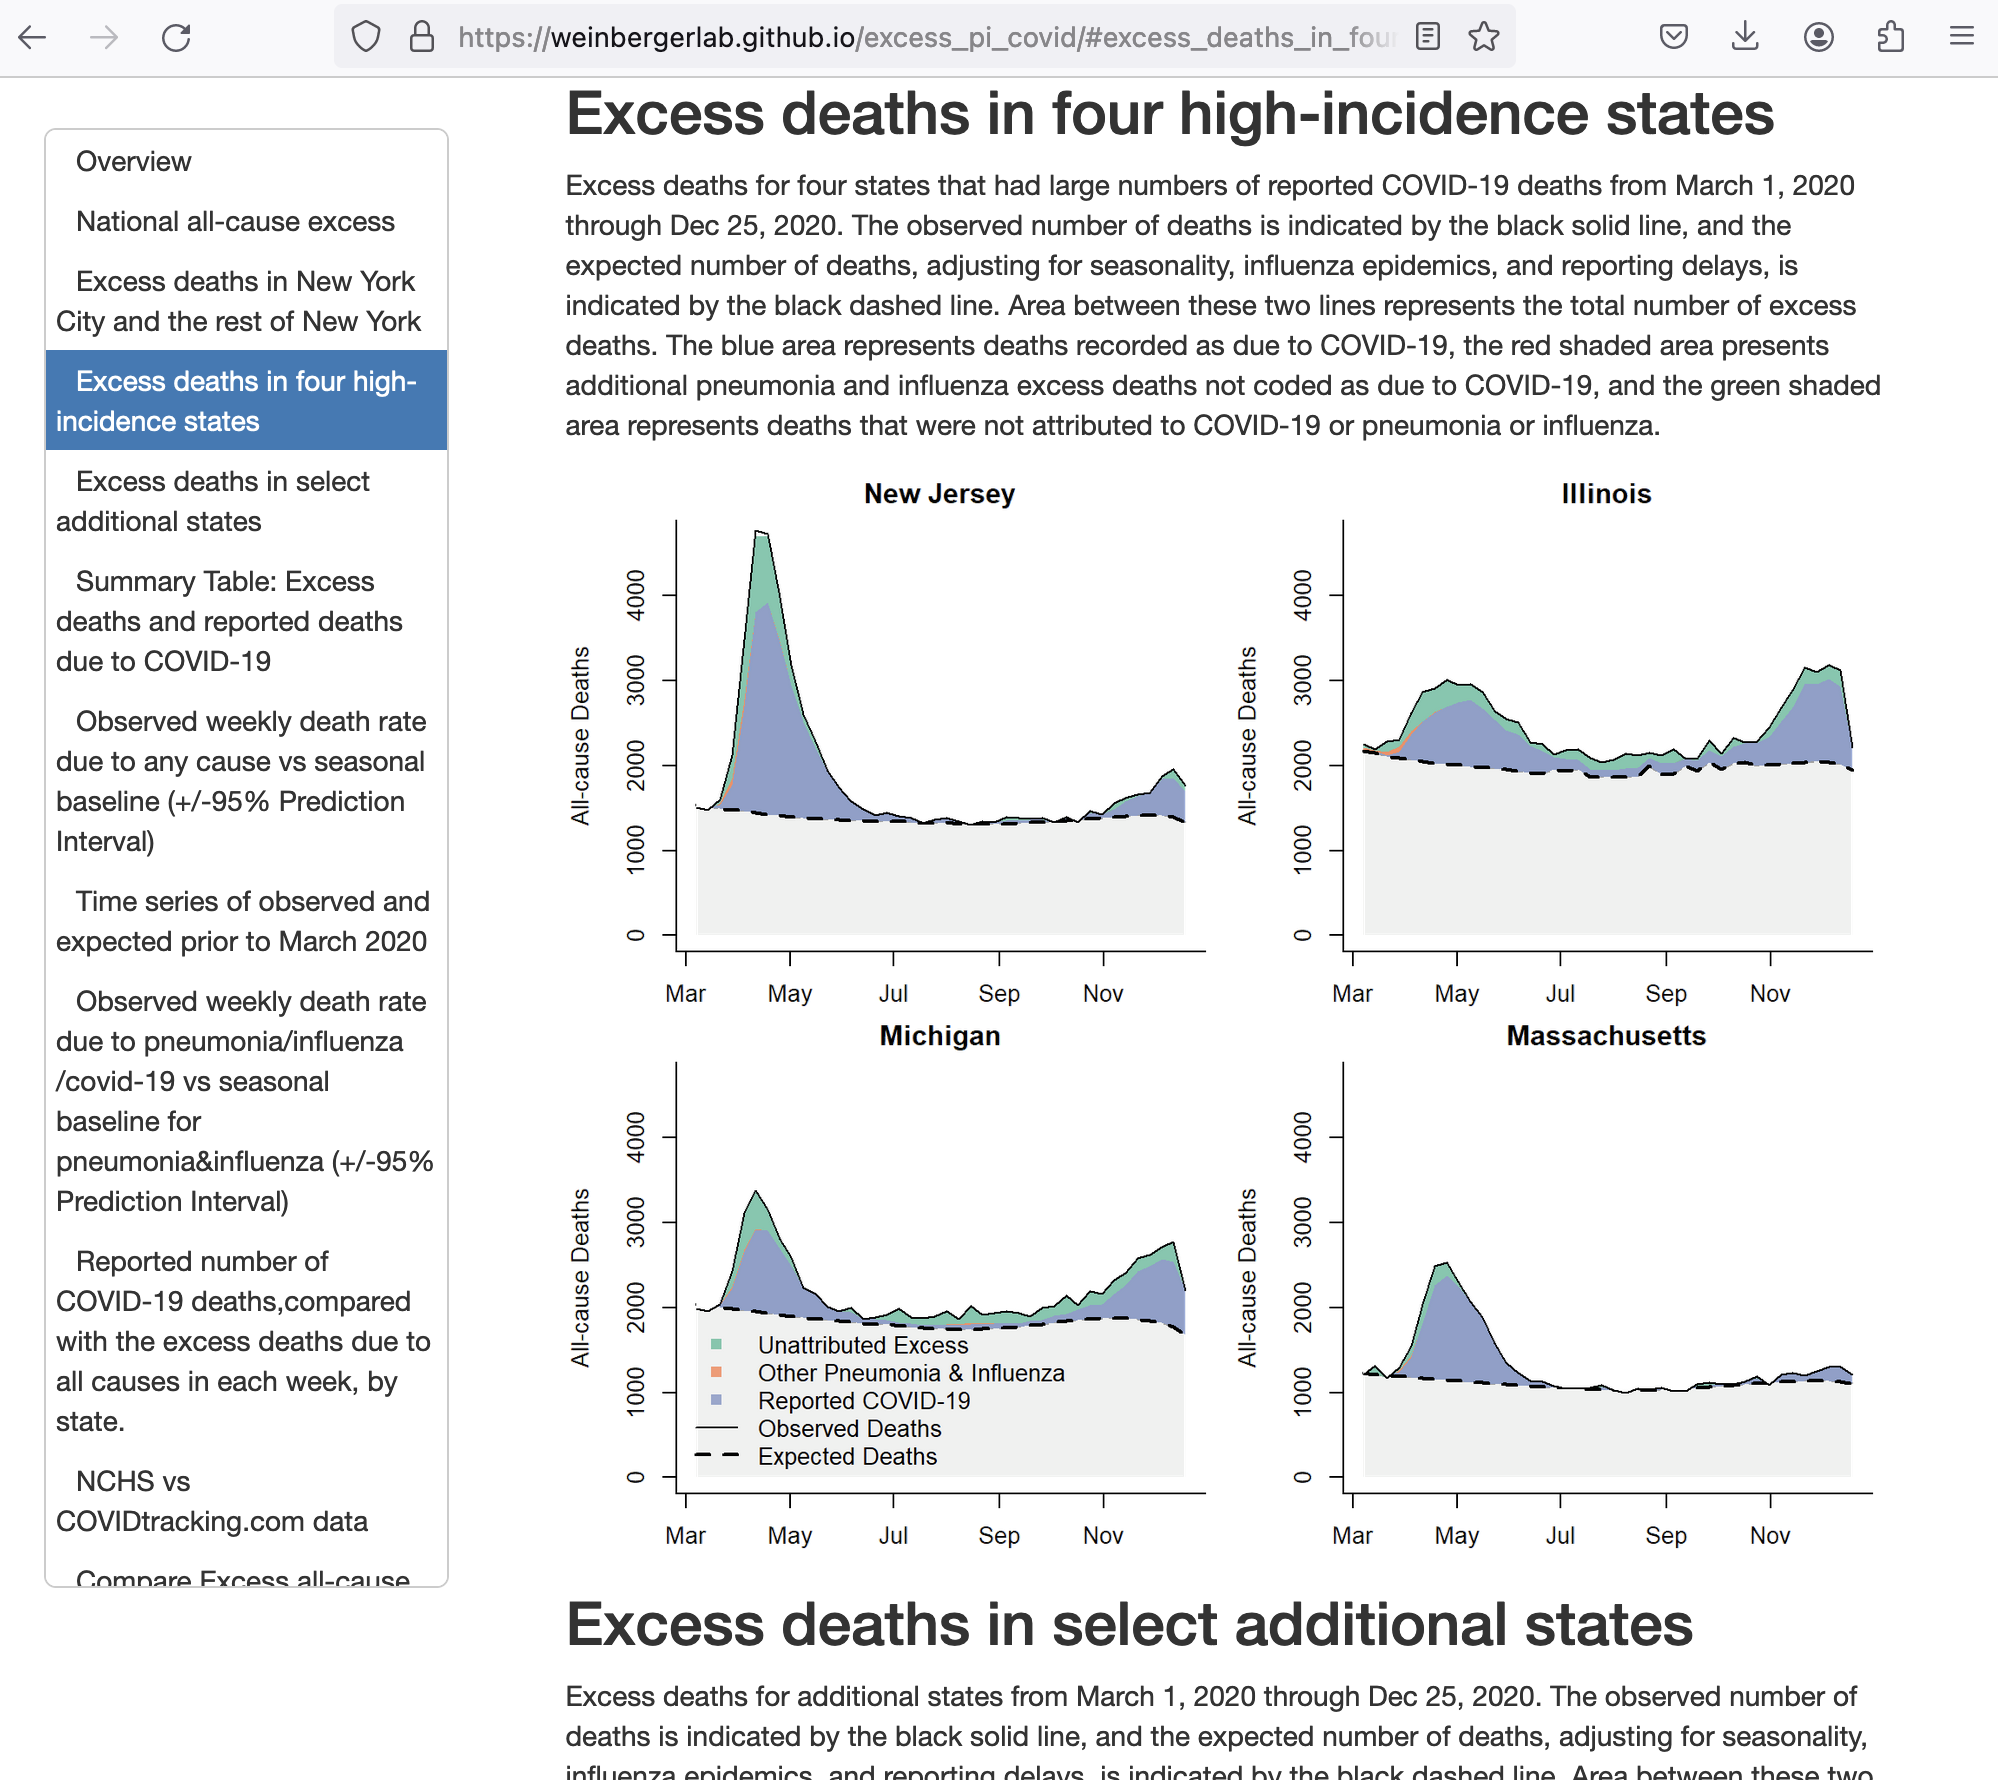 https://weinbergerlab.github.io/excess_pi_covid/#excess_deaths_in_four
Overview
National all-cause excess
Excess deaths in New York
City and the rest of New York
Excess deaths in four high-
incidence states
Excess deaths in select
additional states
Summary Table: Excess
deaths and reported deaths
due to COVID-19
Observed weekly death rate
due to any cause vs seasonal
baseline (+/-95% Prediction
Interval)
Time series of observed and
expected prior to March 2020
Observed weekly death rate
due to pneumonia/influenza
/covid-19 vs seasonal
baseline for
pneumonia&influenza (+/-95%
Prediction Interval)
Reported number of
COVID-19 deaths,compared
with the excess deaths due to
all causes in each week, by
state.
NCHS vs
COVIDtracking.com data
Compare Excess all-cause
Excess deaths in four high-incidence states
Excess deaths for four states that had large numbers of reported COVID-19 deaths from March 1, 2020
through Dec 25, 2020. The observed number of deaths is indicated by the black solid line, and the
expected number of deaths, adjusting for seasonality, influenza epidemics, and reporting delays, is
indicated by the black dashed line. Area between these two lines represents the total number of excess
deaths. The blue area represents deaths recorded as due to COVID-19, the red shaded area presents
additional pneumonia and influenza excess deaths not coded as due to COVID-19, and the green shaded
area represents deaths that were not attributed to COVID-19 or pneumonia or influenza.
New Jersey
All-cause Deaths
4000
3000
2000
1000
0
Mar May Jul Sep Nov
Illinois
All-cause Deaths
4000
3000
2000
1000
0
Mar May Jul Sep Nov
Michigan
All-cause Deaths
4000
3000
2000
1000
0
Unattributed Excess
Other Pneumonia & Influenza
Reported COVID-19
Observed Deaths
Expected Deaths
Mar May Jul Sep Nov
Massachusetts
All-cause Deaths
4000
3000
2000
1000
0
Mar May Jul Sep Nov
Excess deaths in select additional states
Excess deaths for additional states from March 1, 2020 through Dec 25, 2020. The observed number of
deaths is indicated by the black solid line, and the expected number of deaths, adjusting for seasonality,
influenza epidemics, and reporting delays, is indicated by the black dashed line. Area between these two